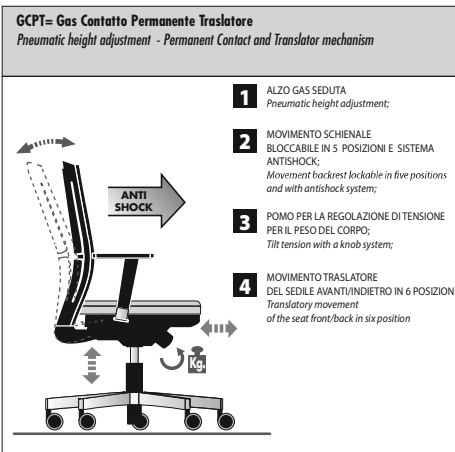 GCPT= Gas Contatto Permanente Traslatore
Pneumatic height adjustment - Permanent Contact and Translator mechanism
1
ALZO GAS SEDUTA
Pneumatic height adjustment;
2
MOVIMENTO SCHIENALE
BLOCCABILE IN 5 POSIZIONI E SISTEMA
ANTISHOCK;
Movement backrest lockable in five positions
and with antishock system;
3
POMO PER LA REGOLAZIONE DI TENSIONE
PER IL PESO DEL CORPO;
Tilt tension with a knob system;
4
MOVIMENTO TRASLATORE
DEL SEDILE AVANTI/INDIETRO IN 6 POSIZION
Translatory movement
of the seat front/back in six position
ANTI
SHOCK
Kg.